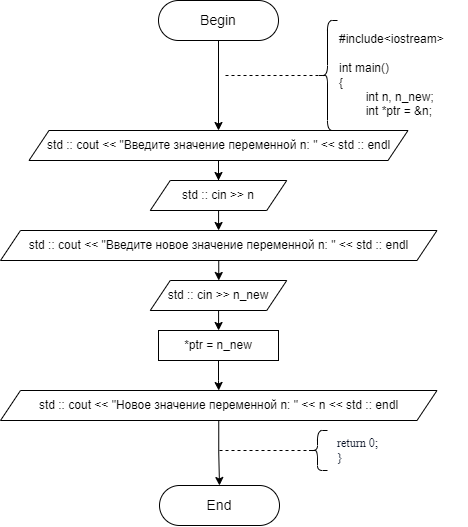 Begin
#include<iostream>
int main()
{
int n, n_new;
int *ptr = &n;
std :: cout << "Введите значение переменной n: " << std :: endl
std :: cin >> n
std :: cout << "Введите новое значение переменной n: " << std :: endl
std :: cin >> n_new
*ptr = n_new
std :: cout << "Новое значение переменной n: " << n << std :: endl
return 0;
}
End